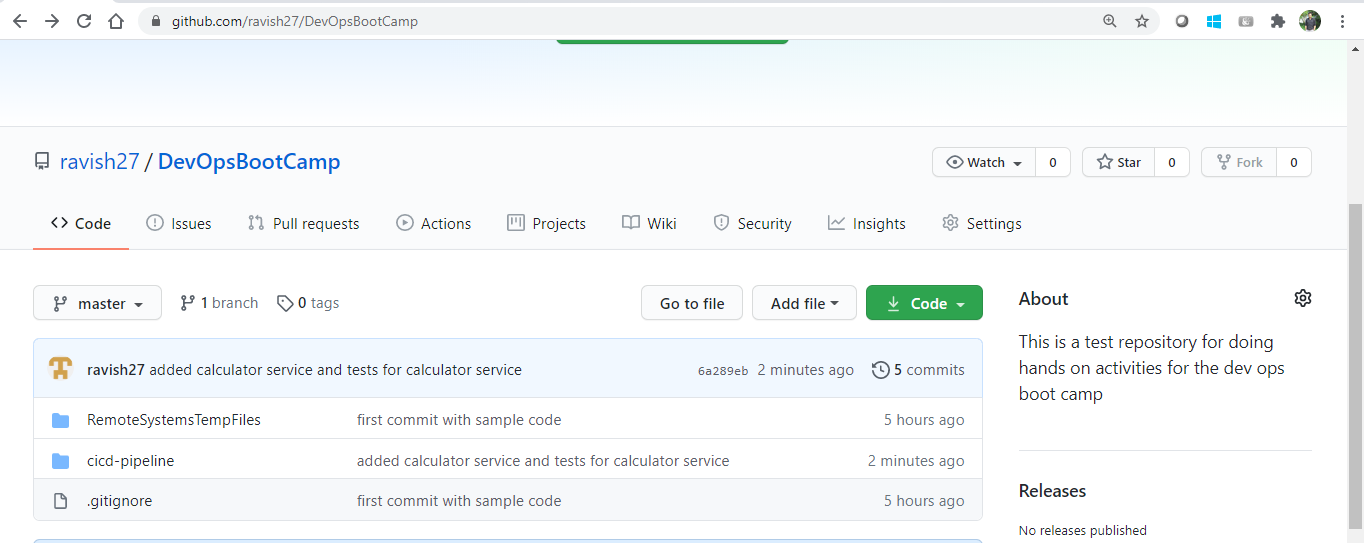 github.com/ravish27/DevOpsBootCamp
ravish27 / DevOpsBootCamp
Watch 0 Star 0 Fork 0
Code Issues Pull requests Actions Projects Wiki Security Insights Settings
master 1 branch 0 tags Go to file Add file Code
ravish27 added calculator service and tests for calculator service 6a289eb 2 minutes ago 5 commits
RemoteSystemsTempFiles first commit with sample code 5 hours ago
cicd-pipeline added calculator service and tests for calculator service 2 minutes ago
.gitignore first commit with sample code 5 hours ago
About
This is a test repository for doing
hands on activities for the dev ops
boot camp
Releases
No releases published